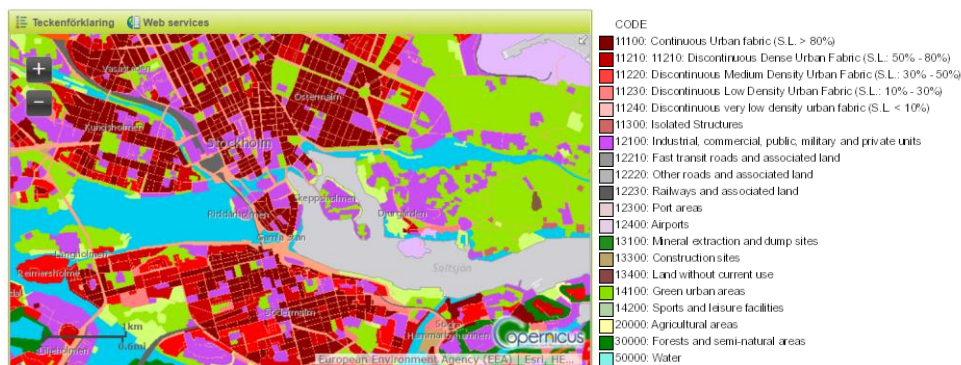 Teckenförklaring
Web services
+
−
Vasastaden
Östermalm
Kungsholmen
Stockholm
Skeppsholmen
Djurgården
Riddarholmen
Gamla Stan
Saltsjön
Långholmen
Reimersholme
Södermalm
Södra
Hammarbyhamnen
1km
0.6mi
Liljeholmen
opernicus
European Environment Agency (EEA) | Esri, HE...
CODE
11100: Continuous Urban fabric (S.L. > 80%)
11210: 11210: Discontinuous Dense Urban Fabric (S.L.: 50% - 80%)
11220: Discontinuous Medium Density Urban Fabric (S.L.: 30% - 50%)
11230: Discontinuous Low Density Urban Fabric (S.L.: 10% - 30%)
11240: Discontinuous very low density urban fabric (S.L. < 10%)
11300: Isolated Structures
12100: Industrial, commercial, public, military and private units
12210: Fast transit roads and associated land
12220: Other roads and associated land
12230: Railways and associated land
12300: Port areas
12400: Airports
13100: Mineral extraction and dump sites
13300: Construction sites
13400: Land without current use
14100: Green urban areas
14200: Sports and leisure facilities
20000: Agricultural areas
30000: Forests and semi-natural areas
50000: Water